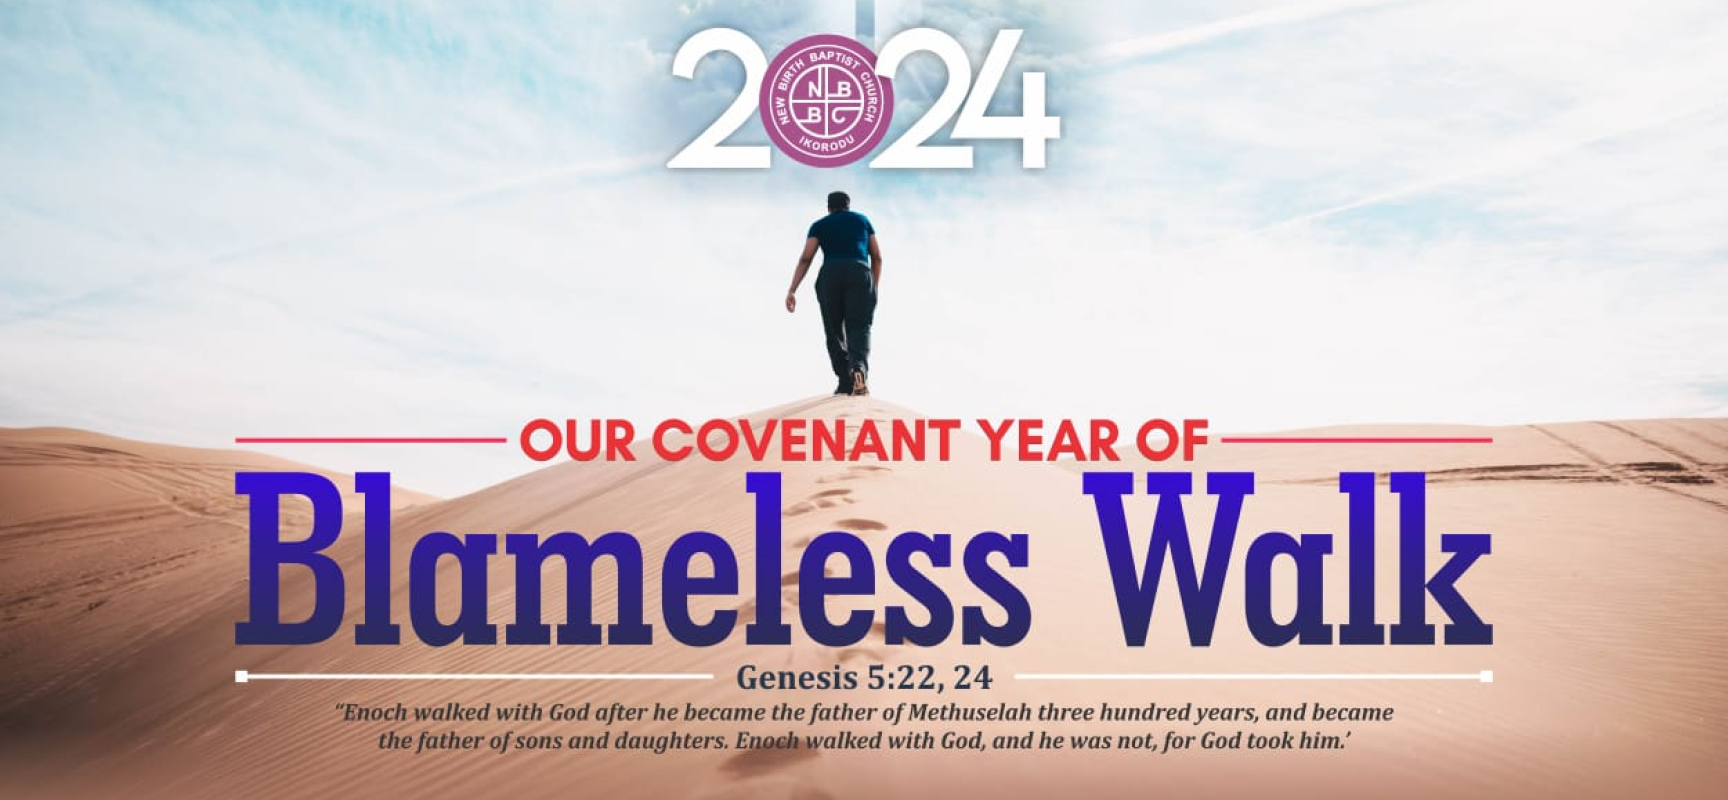 2024
NEW BIRTH BAPTIST CHURCH
N B
B C
IKORODU
OUR COVENANT YEAR OF
Blameless Walk
Genesis 5:22, 24
“Enoch walked with God after he became the father of Methuselah three hundred years, and became
the father of sons and daughters. Enoch walked with God, and he was not, for God took him.’